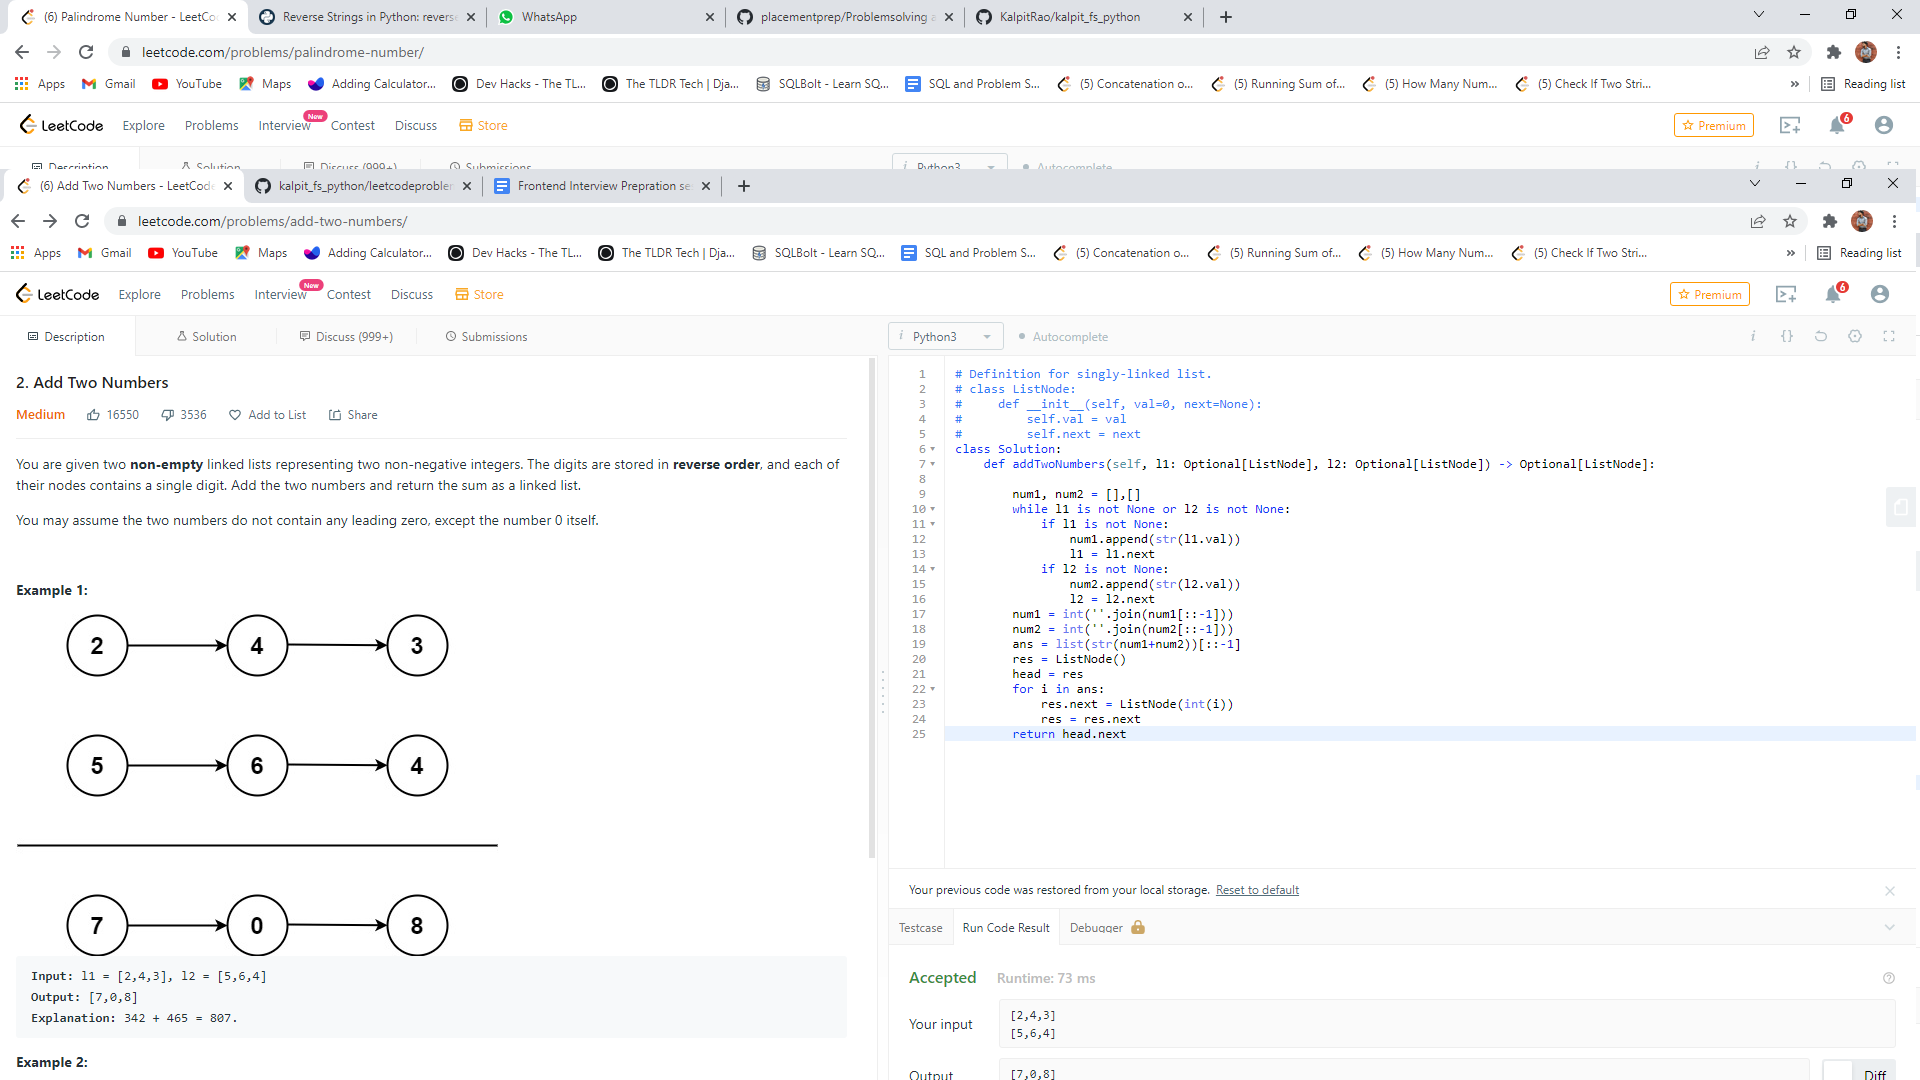 (6) Palindrome Number - LeetCo
Reverse Strings in Python: revers
WhatsApp
placementprep/Problemsolving a
KalpitRao/kalpit_fs_python
leetcode.com/problems/palindrome-number/
Apps
Gmail
YouTube
Maps
Adding Calculator...
Dev Hacks - The TL...
The TLDR Tech | Dja...
SQLBolt - Learn SQ...
SQL and Problem S...
(5) Concatenation o...
(5) Running Sum of...
(5) How Many Num...
(5) Check If Two Stri...
»
Reading list
LeetCode
Explore
Problems
Interview
New
Contest
Discuss
Store
Premium
6
Description
Solution
Discuss (999+)
Submissions
i Python3
Autocomplete
(6) Add Two Numbers - LeetCode
kalpit_fs_python/leetcodeproblem
Frontend Interview Prepration se
leetcode.com/problems/add-two-numbers/
Apps
Gmail
YouTube
Maps
Adding Calculator...
Dev Hacks - The TL...
The TLDR Tech | Dja...
SQLBolt - Learn SQ...
SQL and Problem S...
(5) Concatenation o...
(5) Running Sum of...
(5) How Many Num...
(5) Check If Two Stri...
»
Reading list
LeetCode
Explore
Problems
Interview
New
Contest
Discuss
Store
Premium
6
Description
Solution
Discuss (999+)
Submissions
i Python3
Autocomplete
i {}
2. Add Two Numbers
Medium 16550 3536 Add to List Share
You are given two non-empty linked lists representing two non-negative integers. The digits are stored in reverse order, and each of
their nodes contains a single digit. Add the two numbers and return the sum as a linked list.
You may assume the two numbers do not contain any leading zero, except the number 0 itself.
Example 1:
2 4 3
5 6 4
7 0 8
Input: l1 = [2,4,3], l2 = [5,6,4]
Output: [7,0,8]
Explanation: 342 + 465 = 807.
Example 2:
1 # Definition for singly-linked list.
2 # class ListNode:
3 #     def __init__(self, val=0, next=None):
4 #         self.val = val
5 #         self.next = next
6 class Solution:
7     def addTwoNumbers(self, l1: Optional[ListNode], l2: Optional[ListNode]) -> Optional[ListNode]:
8
9         num1, num2 = [],[]
10         while l1 is not None or l2 is not None:
11             if l1 is not None:
12                 num1.append(str(l1.val))
13                 l1 = l1.next
14             if l2 is not None:
15                 num2.append(str(l2.val))
16                 l2 = l2.next
17         num1 = int(''.join(num1[::-1]))
18         num2 = int(''.join(num2[::-1]))
19         ans = list(str(num1+num2))[::-1]
20         res = ListNode()
21         head = res
22         for i in ans:
23             res.next = ListNode(int(i))
24             res = res.next
25         return head.next
Your previous code was restored from your local storage. Reset to default
Testcase
Run Code Result
Debugger
Accepted Runtime: 73 ms
Your input
[2,4,3]
[5,6,4]
Output
[7,0,8]
Diff